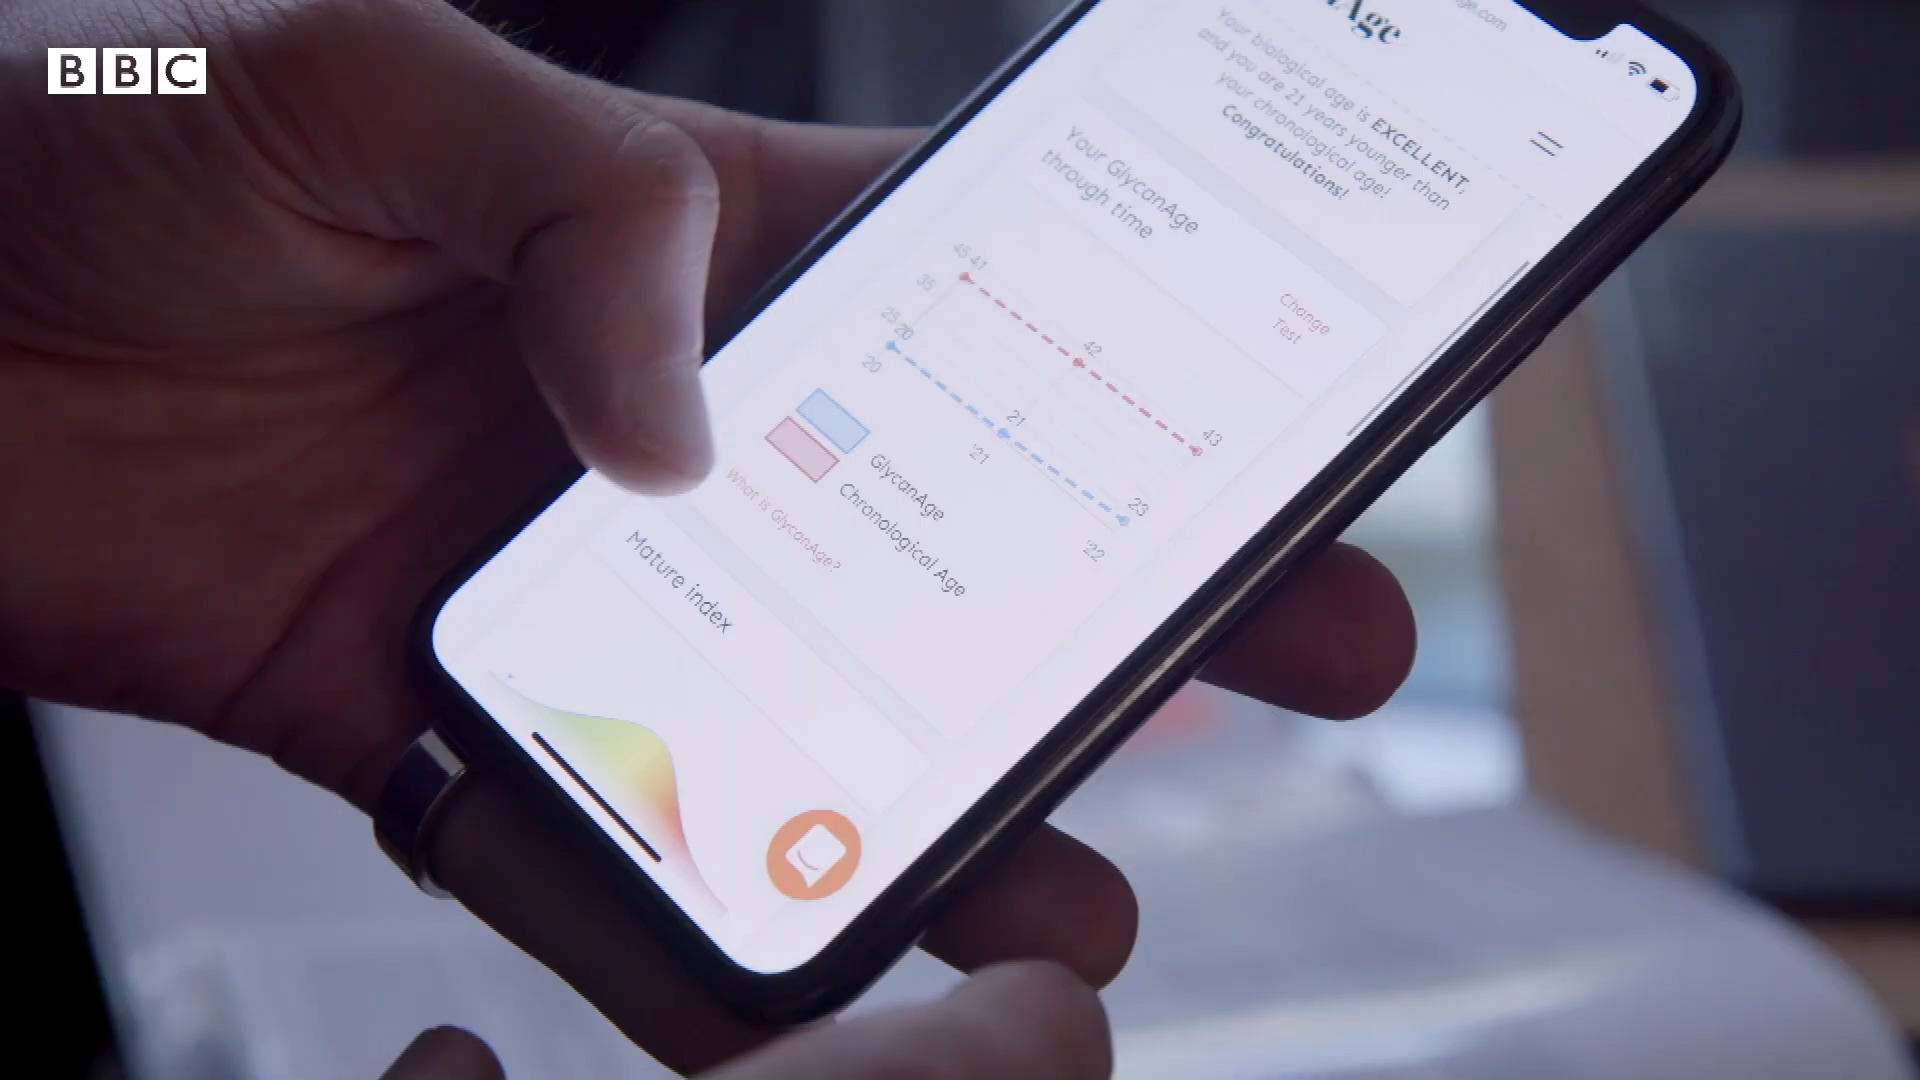 BBC
Age
Your biological age is EXCELLENT,
and you are 21 years younger than
your chronological age!
Congratulations!
Your GlycanAge
through time
Change
Test
45 41
35
25 20
20
42
43
21
23
'21
'22
GlycanAge
Chronological Age
What is GlycanAge?
Mature index